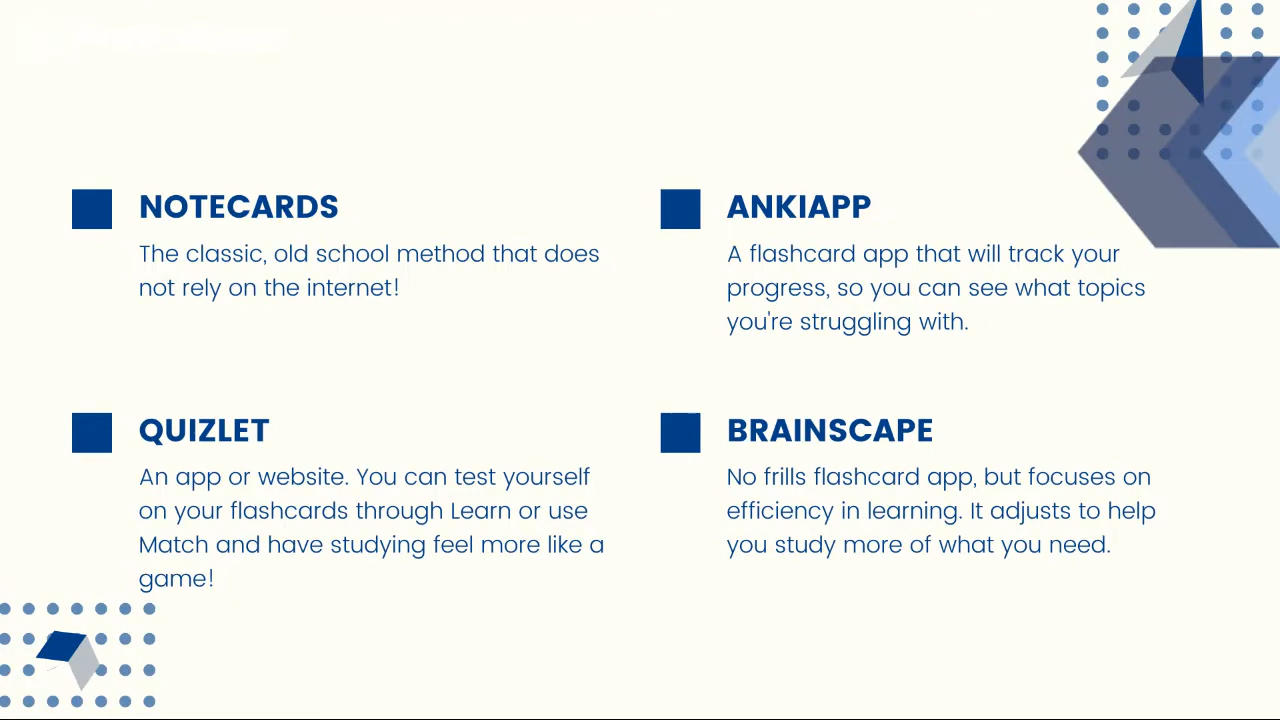 NOTECARDS
The classic, old school method that does
not rely on the internet!
ANKIAPP
A flashcard app that will track your
progress, so you can see what topics
you're struggling with.
QUIZLET
An app or website. You can test yourself
on your flashcards through Learn or use
Match and have studying feel more like a
game!
BRAINSCAPE
No frills flashcard app, but focuses on
efficiency in learning. It adjusts to help
you study more of what you need.